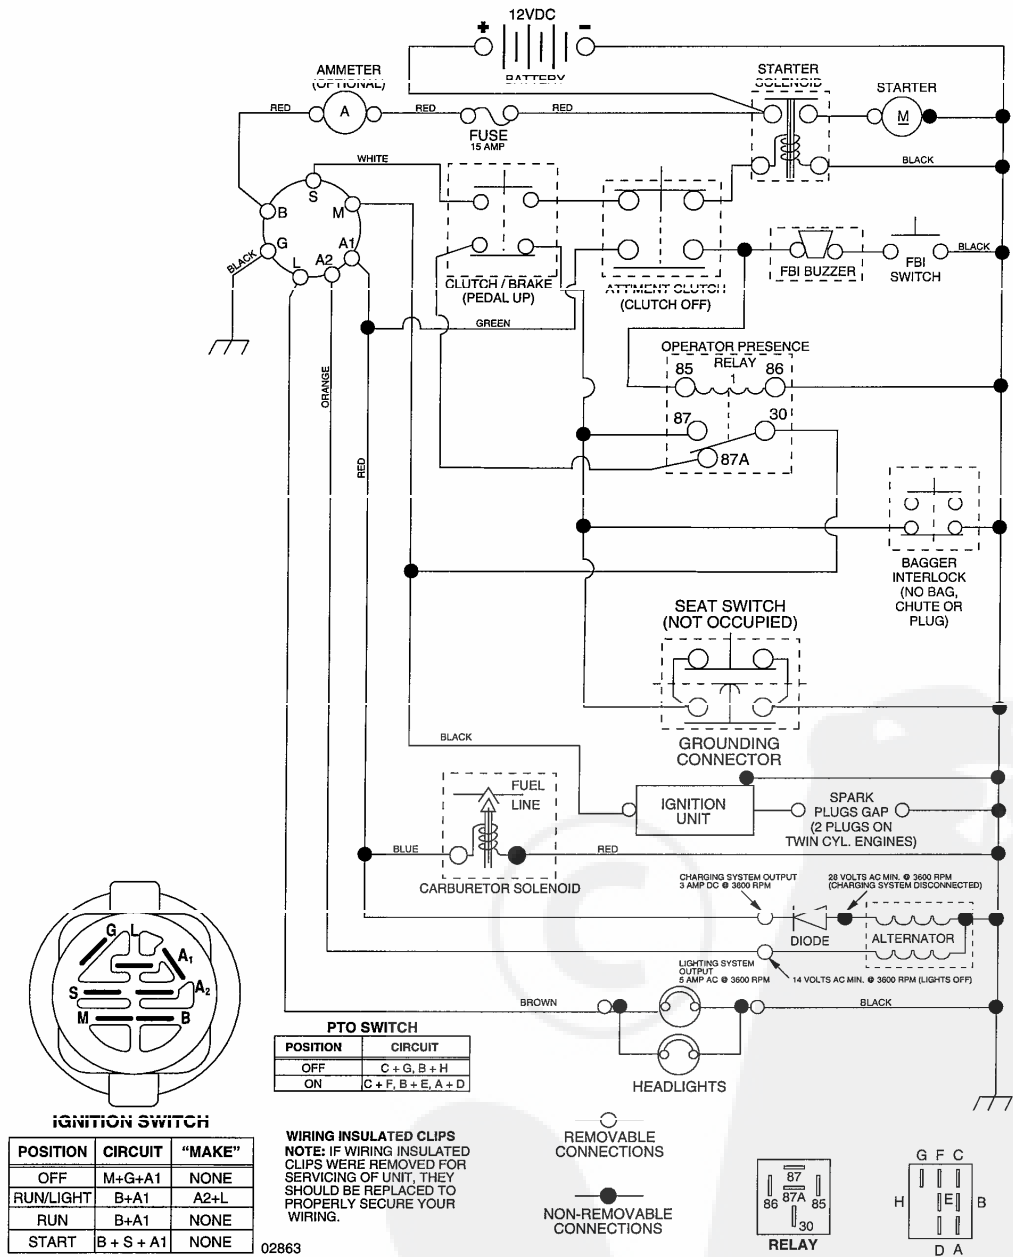 12VDC
+
−
BATTERY
AMMETER
(OPTIONAL)
STARTER
SOLENOID
STARTER
RED
A
RED
FUSE
15 AMP
RED
M
WHITE
BLACK
S
B
M
G
A1
L
A2
BLACK
CLUTCH / BRAKE
(PEDAL UP)
ATT'MENT CLUTCH
(CLUTCH OFF)
FBI BUZZER
FBI
SWITCH
BLACK
GREEN
OPERATOR PRESENCE
RELAY
85
1
86
87
30
87A
ORANGE
RED
BAGGER
INTERLOCK
(NO BAG,
CHUTE OR
PLUG)
SEAT SWITCH
(NOT OCCUPIED)
BLACK
GROUNDING
CONNECTOR
FUEL
LINE
IGNITION
UNIT
SPARK
PLUGS GAP
(2 PLUGS ON
TWIN CYL. ENGINES)
BLUE
RED
CARBURETOR SOLENOID
CHARGING SYSTEM OUTPUT
3 AMP DC @ 3600 RPM
28 VOLTS AC MIN. @ 3600 RPM
(CHARGING SYSTEM DISCONNECTED)
DIODE
ALTERNATOR
LIGHTING SYSTEM
OUTPUT
5 AMP AC @ 3600 RPM
14 VOLTS AC MIN. @ 3600 RPM (LIGHTS OFF)
BROWN
BLACK
HEADLIGHTS
G L
A1
S
A2
M
B
IGNITION SWITCH
POSITION CIRCUIT "MAKE"
OFF M+G+A1 NONE
RUN/LIGHT B+A1 A2+L
RUN B+A1 NONE
START B + S + A1 NONE
02863
PTO SWITCH
POSITION CIRCUIT
OFF C + G, B + H
ON C + F, B + E, A + D
WIRING INSULATED CLIPS
NOTE: IF WIRING INSULATED
CLIPS WERE REMOVED FOR
SERVICING OF UNIT, THEY
SHOULD BE REPLACED TO
PROPERLY SECURE YOUR
WIRING.
REMOVABLE
CONNECTIONS
NON-REMOVABLE
CONNECTIONS
87
87A
86
85
30
RELAY
G F C
H
E
B
D A
©